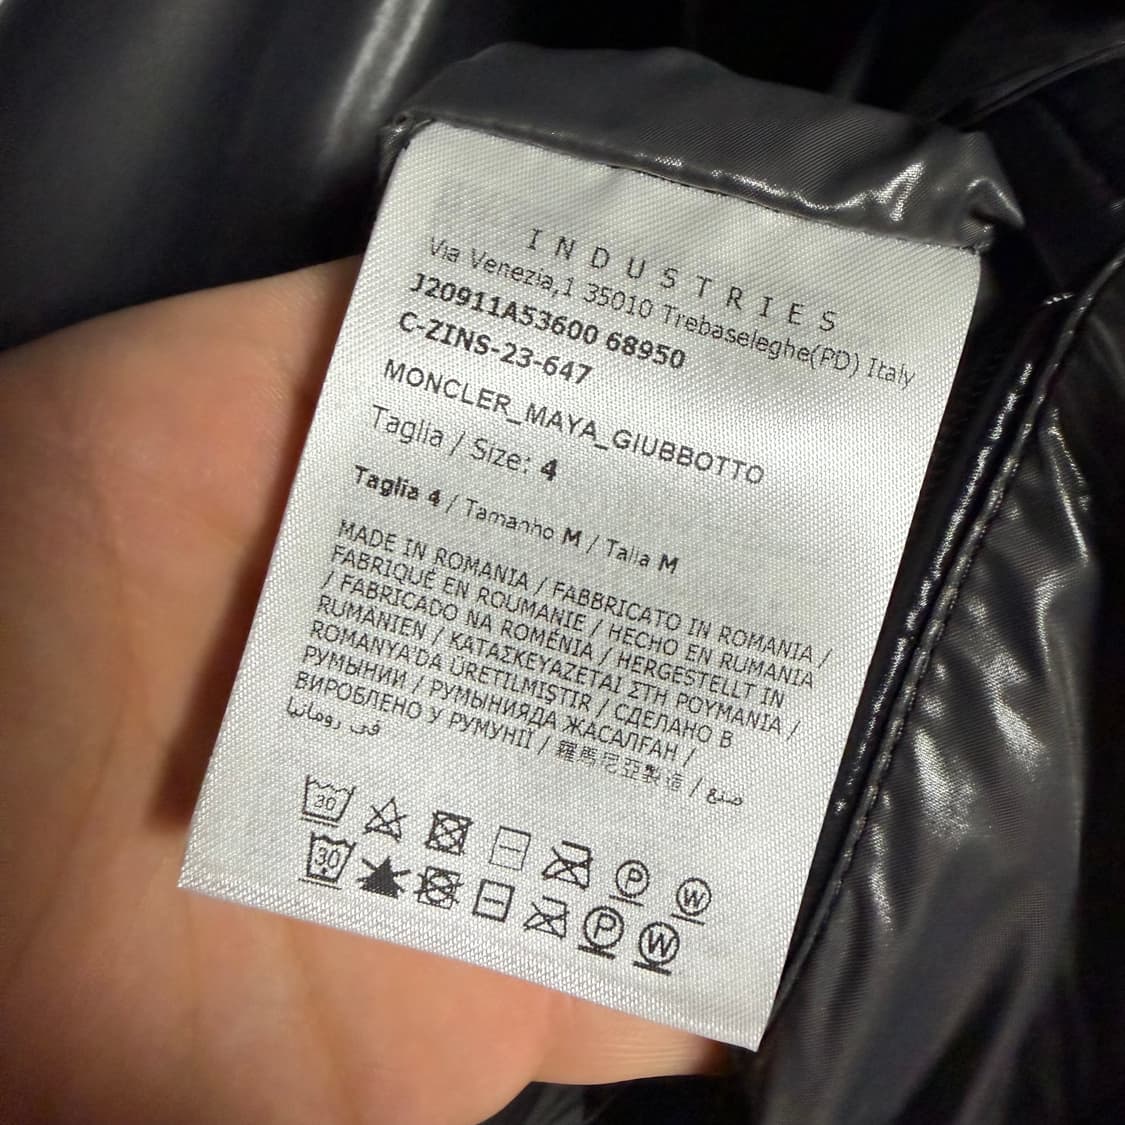 INDUSTRIES
Via Venezia,1 35010 Trebaseleghe(PD) Italy
J20911A53600 68950
C-ZINS-23-647
MONCLER_MAYA_GIUBBOTTO
Taglia / Size: 4
Taglia 4 / Tamanho M / Talla M
MADE IN ROMANIA / FABBRICATO IN ROMANIA /
FABRIQUÉ EN ROUMANIE / HECHO EN RUMANIA
/ FABRICADO NA ROMÉNIA / HERGESTELLT IN
RUMANIEN / ΚΑΤΑΣΚΕΥΑΖΕΤΑΙ ΣΤΗ ΡΟΥΜΑΝΙΑ /
ROMANYA'DA ÜRETILMIŞTIR / СДЕЛАНО В
РУМЫНИИ / РУМЫНИЯДА ЖАСАЛҒАН /
ВИРОБЛЕНО У РУМУНІЇ / 羅馬尼亞製造 / صنع
في رومانيا
30 P W
30 P W